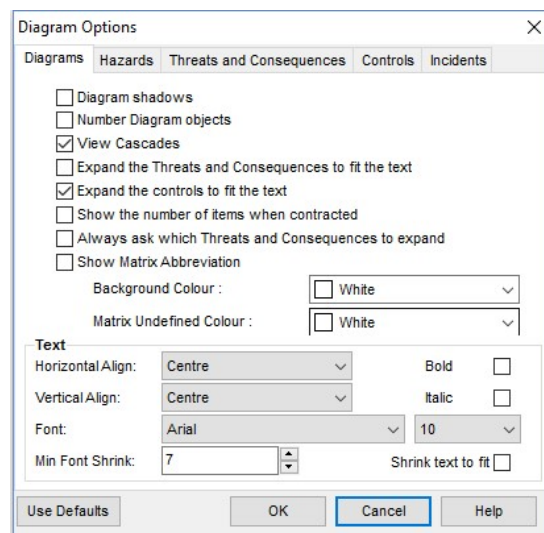 Diagram Options
Diagrams Hazards Threats and Consequences Controls Incidents
Diagram shadows
Number Diagram objects
View Cascades
Expand the Threats and Consequences to fit the text
Expand the controls to fit the text
Show the number of items when contracted
Always ask which Threats and Consequences to expand
Show Matrix Abbreviation
Background Colour : White
Matrix Undefined Colour : White
Text
Horizontal Align: Centre Bold
Vertical Align: Centre Italic
Font: Arial 10
Min Font Shrink: 7 Shrink text to fit
Use Defaults OK Cancel Help